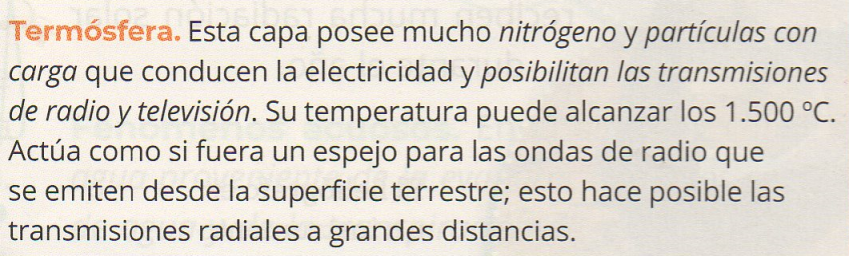 Termósfera. Esta capa posee mucho nitrógeno y partículas con
carga que conducen la electricidad y posibilitan las transmisiones
de radio y televisión. Su temperatura puede alcanzar los 1.500 ºC.
Actúa como si fuera un espejo para las ondas de radio que
se emiten desde la superficie terrestre; esto hace posible las
transmisiones radiales a grandes distancias.